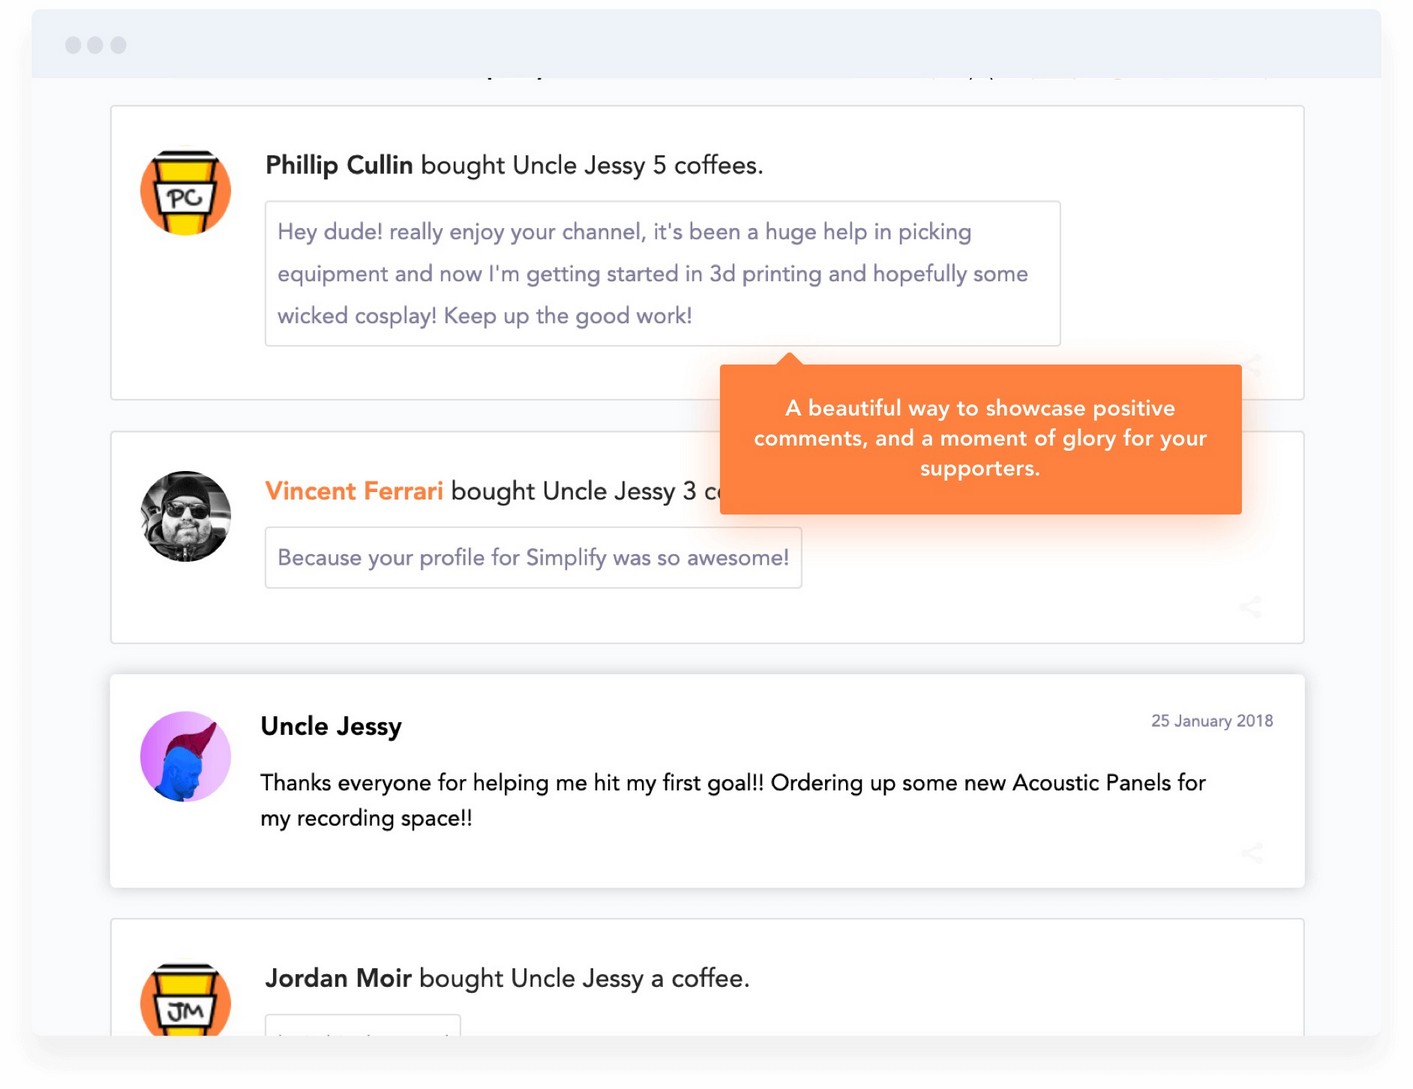 PC
Phillip Cullin bought Uncle Jessy 5 coffees.
Hey dude! really enjoy your channel, it's been a huge help in picking
equipment and now I'm getting started in 3d printing and hopefully some
wicked cosplay! Keep up the good work!
A beautiful way to showcase positive
comments, and a moment of glory for your
supporters.
Vincent Ferrari bought Uncle Jessy 3
Because your profile for Simplify was so awesome!
Uncle Jessy
25 January 2018
Thanks everyone for helping me hit my first goal!! Ordering up some new Acoustic Panels for
my recording space!!
JM
Jordan Moir bought Uncle Jessy a coffee.